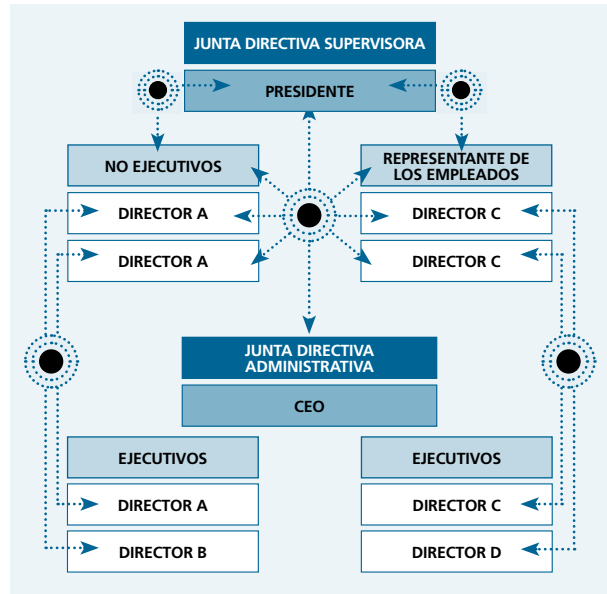 JUNTA DIRECTIVA SUPERVISORA
PRESIDENTE
NO EJECUTIVOS
REPRESENTANTE DE
LOS EMPLEADOS
DIRECTOR A
DIRECTOR C
DIRECTOR A
DIRECTOR C
JUNTA DIRECTIVA
ADMINISTRATIVA
CEO
EJECUTIVOS
EJECUTIVOS
DIRECTOR A
DIRECTOR C
DIRECTOR B
DIRECTOR D